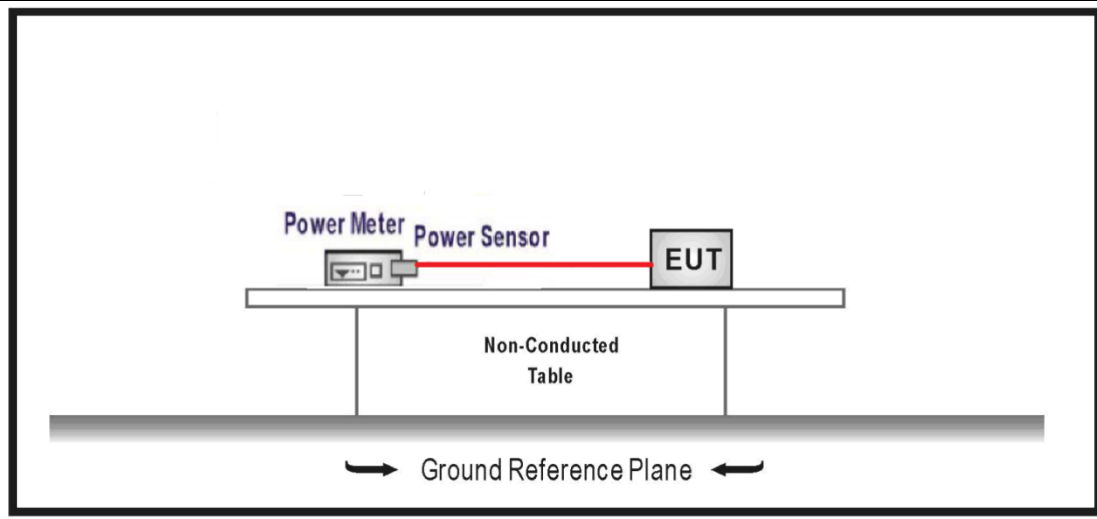 Power Meter
Power Sensor
EUT
Non-Conducted
Table
Ground Reference Plane